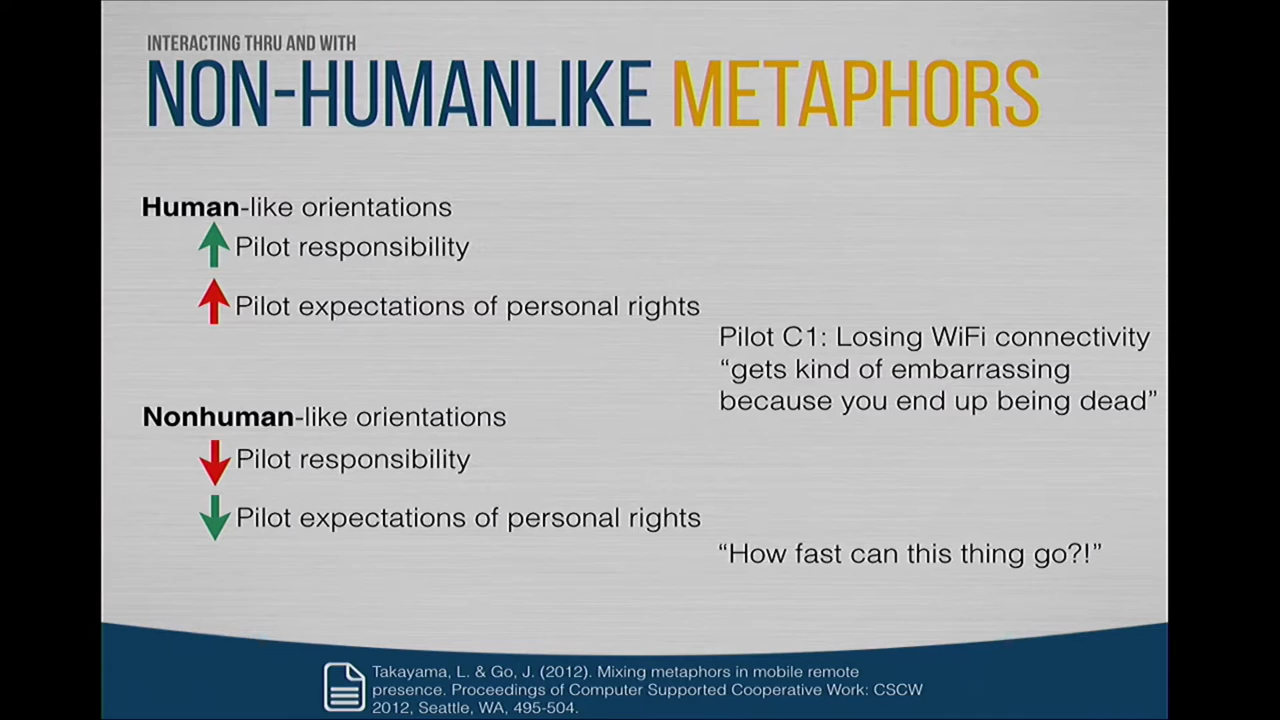 INTERACTING THRU AND WITH
NON-HUMANLIKE METAPHORS
Human-like orientations
Pilot responsibility
Pilot expectations of personal rights
Pilot C1: Losing WiFi connectivity
“gets kind of embarrassing
because you end up being dead”
Nonhuman-like orientations
Pilot responsibility
Pilot expectations of personal rights
“How fast can this thing go?!”
Takayama, L. & Go, J. (2012). Mixing metaphors in mobile remote
presence. Proceedings of Computer Supported Cooperative Work: CSCW
2012, Seattle, WA, 495-504.